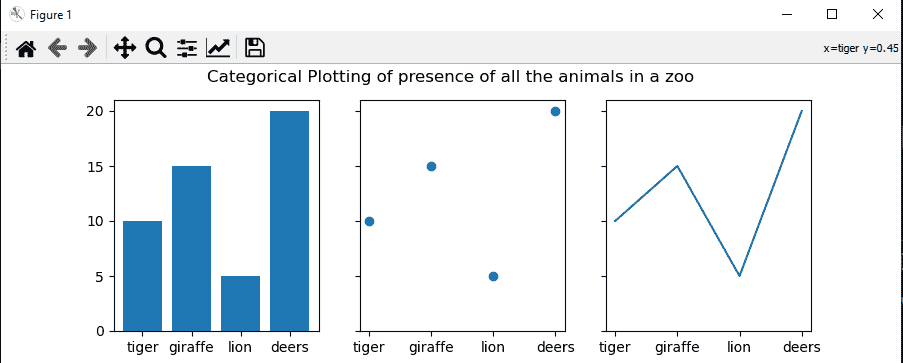 Figure 1
x=tiger y=0.45
Categorical Plotting of presence of all the animals in a zoo
20
15
10
5
0
tiger giraffe lion deers
tiger giraffe lion deers
tiger giraffe lion deers